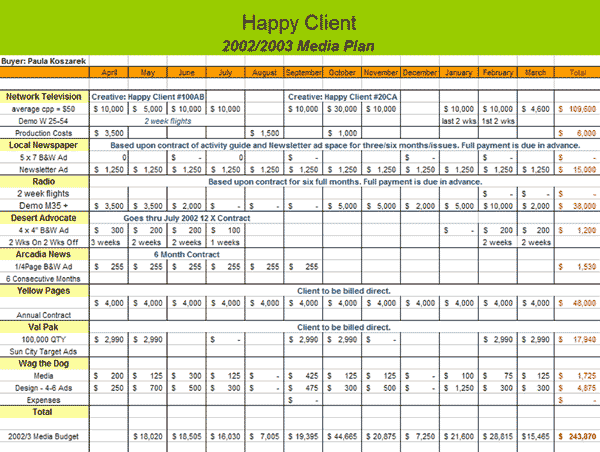 Happy Client
2002/2003 Media Plan
Buyer: Paula Koszarek
April May June July August September October November December January February March Total
Network Television Creative: Happy Client #100AB Creative: Happy Client #20CA
average cpp = $50 $ 10,000 $ 5,000 $ 10,000 $ 10,000 $ 10,000 $ 30,000 $ 10,000 $ 10,000 $ 10,000 $ 4,600 $ 109,600
Demo W 25-54 2 week flights last 2 wks 1st 2 wks
Production Costs $ 3,500 $ 1,500 $ 1,000 $ 6,000
Local Newspaper Based upon contract of activity guide and Newsletter ad space for three/six months/issues. Full payment is due in advance.
5 x 7 B&W Ad 0 $ - 0 $ - $ - $ - $ -
Newsletter Ad $ 1,250 $ 1,250 $ 1,250 $ 1,250 $ 1,250 $ 1,250 $ 1,250 $ 1,250 $ 1,250 $ 1,250 $ 1,250 $ 1,250 $ 15,000
Radio Based upon contract for six full months. Full payment is due in advance.
2 week flights $ - $ - $ -
Demo M35 + $ 3,500 $ 3,500 $ 2,000 $ - $ - $ - $ 5,000 $ 5,000 $ 2,000 $ 5,000 $ 10,000 $ 2,000 $ 38,000
Desert Advocate Goes thru July 2002 12 X Contract
4 x 4" B&W Ad $ 300 $ 200 $ 200 $ 100 $ - $ 200 $ 200 $ 1,200
2 Wks On 2 Wks Off 3 weeks 2 weeks 2 weeks 1 weeks 2 weeks 2 weeks
Arcadia News 6 Month Contract
1/4Page B&W Ad $ 255 $ 255 $ 255 $ 255 $ 255 $ 255 $ 1,530
6 Consecutive Months
Yellow Pages Client to be billed direct.
$ 4,000 $ 4,000 $ 4,000 $ 4,000 $ 4,000 $ 4,000 $ 4,000 $ 4,000 $ 4,000 $ 4,000 $ 4,000 $ 4,000 $ 48,000
Annual Contract
Val Pak Client to be billed direct.
100,000 QTY $ 2,990 $ 2,990 $ - $ 2,990 $ 2,990 $ - $ 2,990 $ 2,990 $ 17,940
Sun City Target Ads
Wag the Dog
Media $ 200 $ 125 $ 300 $ 125 $ - $ 425 $ 125 $ 125 $ - $ 100 $ 75 $ 125 $ 1,725
Design - 4-6 Ads $ 250 $ 700 $ 500 $ 300 $ - $ 475 $ 300 $ 500 $ - $ 1,250 $ 300 $ 300 $ 4,875
Expenses $ - $ -
Total
2002/3 Media Budget $ 18,020 $ 18,505 $ 16,030 $ 7,005 $ 19,395 $ 44,665 $ 20,875 $ 7,250 $ 21,600 $ 28,815 $15,465 $ 243,870